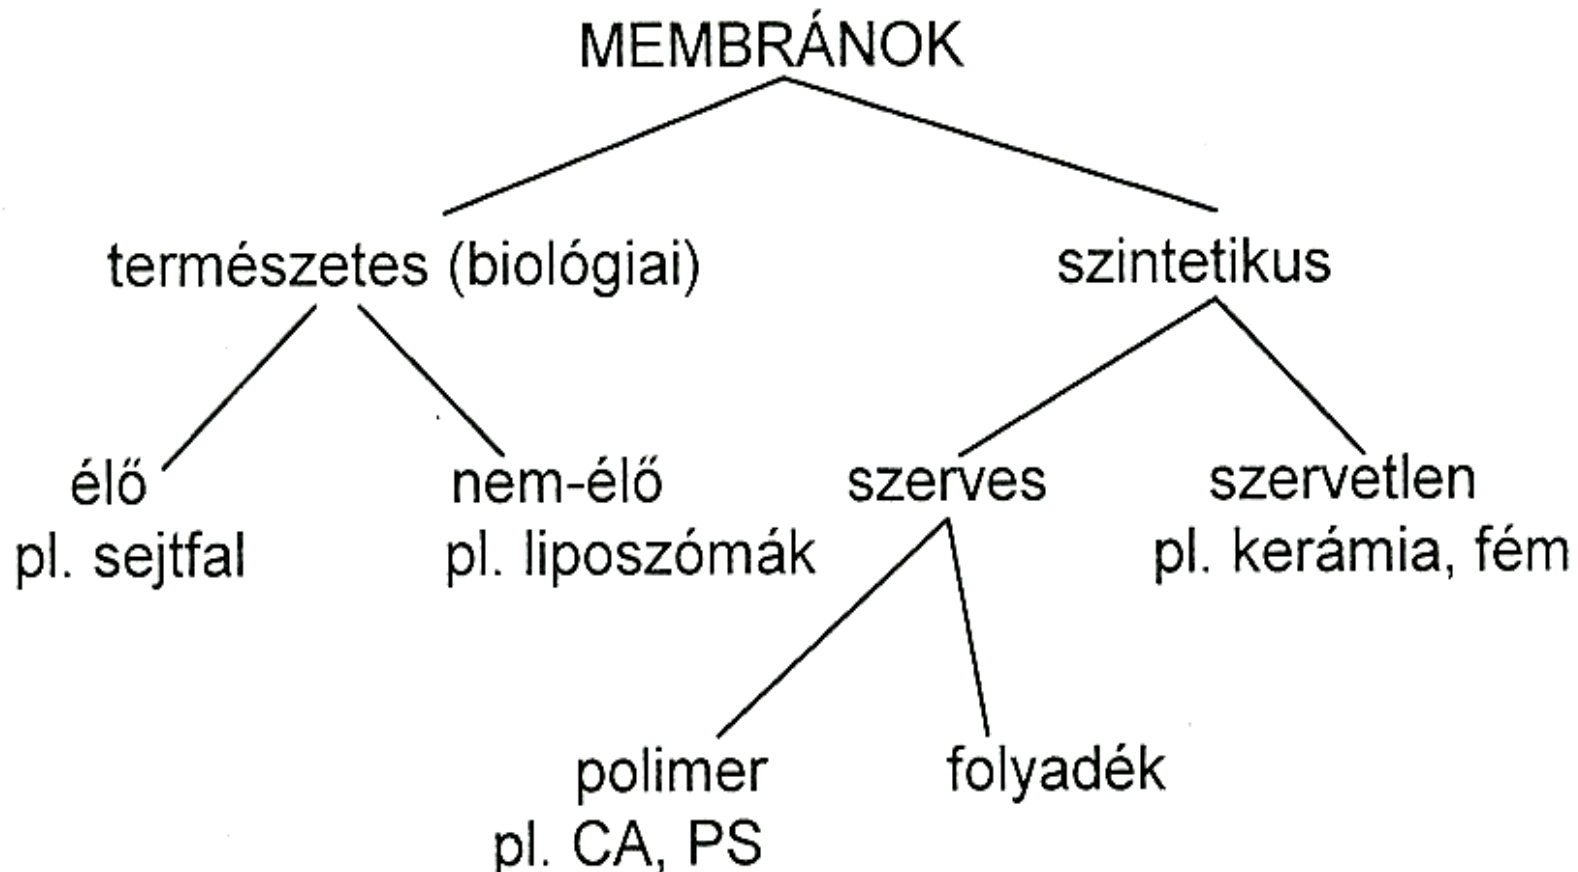 MEMBRÁNOK
természetes (biológiai)
szintetikus
élő
pl. sejtfal
nem-élő
pl. liposzómák
szerves
szervetlen
pl. kerámia, fém
polimer
pl. CA, PS
folyadék